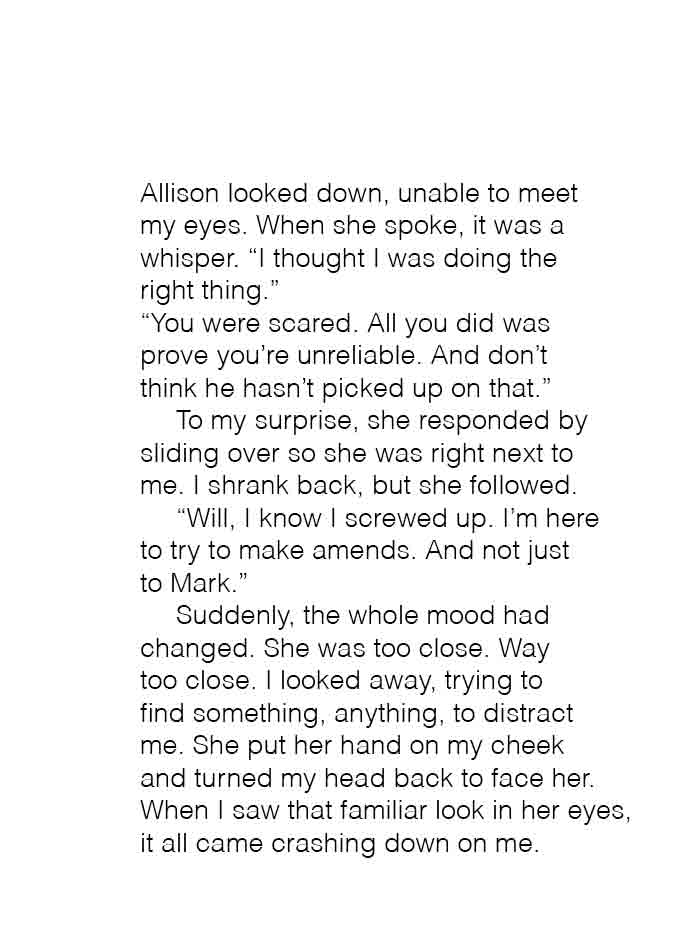 Allison looked down, unable to meet
my eyes. When she spoke, it was a
whisper. “I thought I was doing the
right thing.”
“You were scared. All you did was
prove you’re unreliable. And don’t
think he hasn’t picked up on that.”
To my surprise, she responded by
sliding over so she was right next to
me. I shrank back, but she followed.
“Will, I know I screwed up. I’m here
to try to make amends. And not just
to Mark.”
Suddenly, the whole mood had
changed. She was too close. Way
too close. I looked away, trying to
find something, anything, to distract
me. She put her hand on my cheek
and turned my head back to face her.
When I saw that familiar look in her eyes,
it all came crashing down on me.